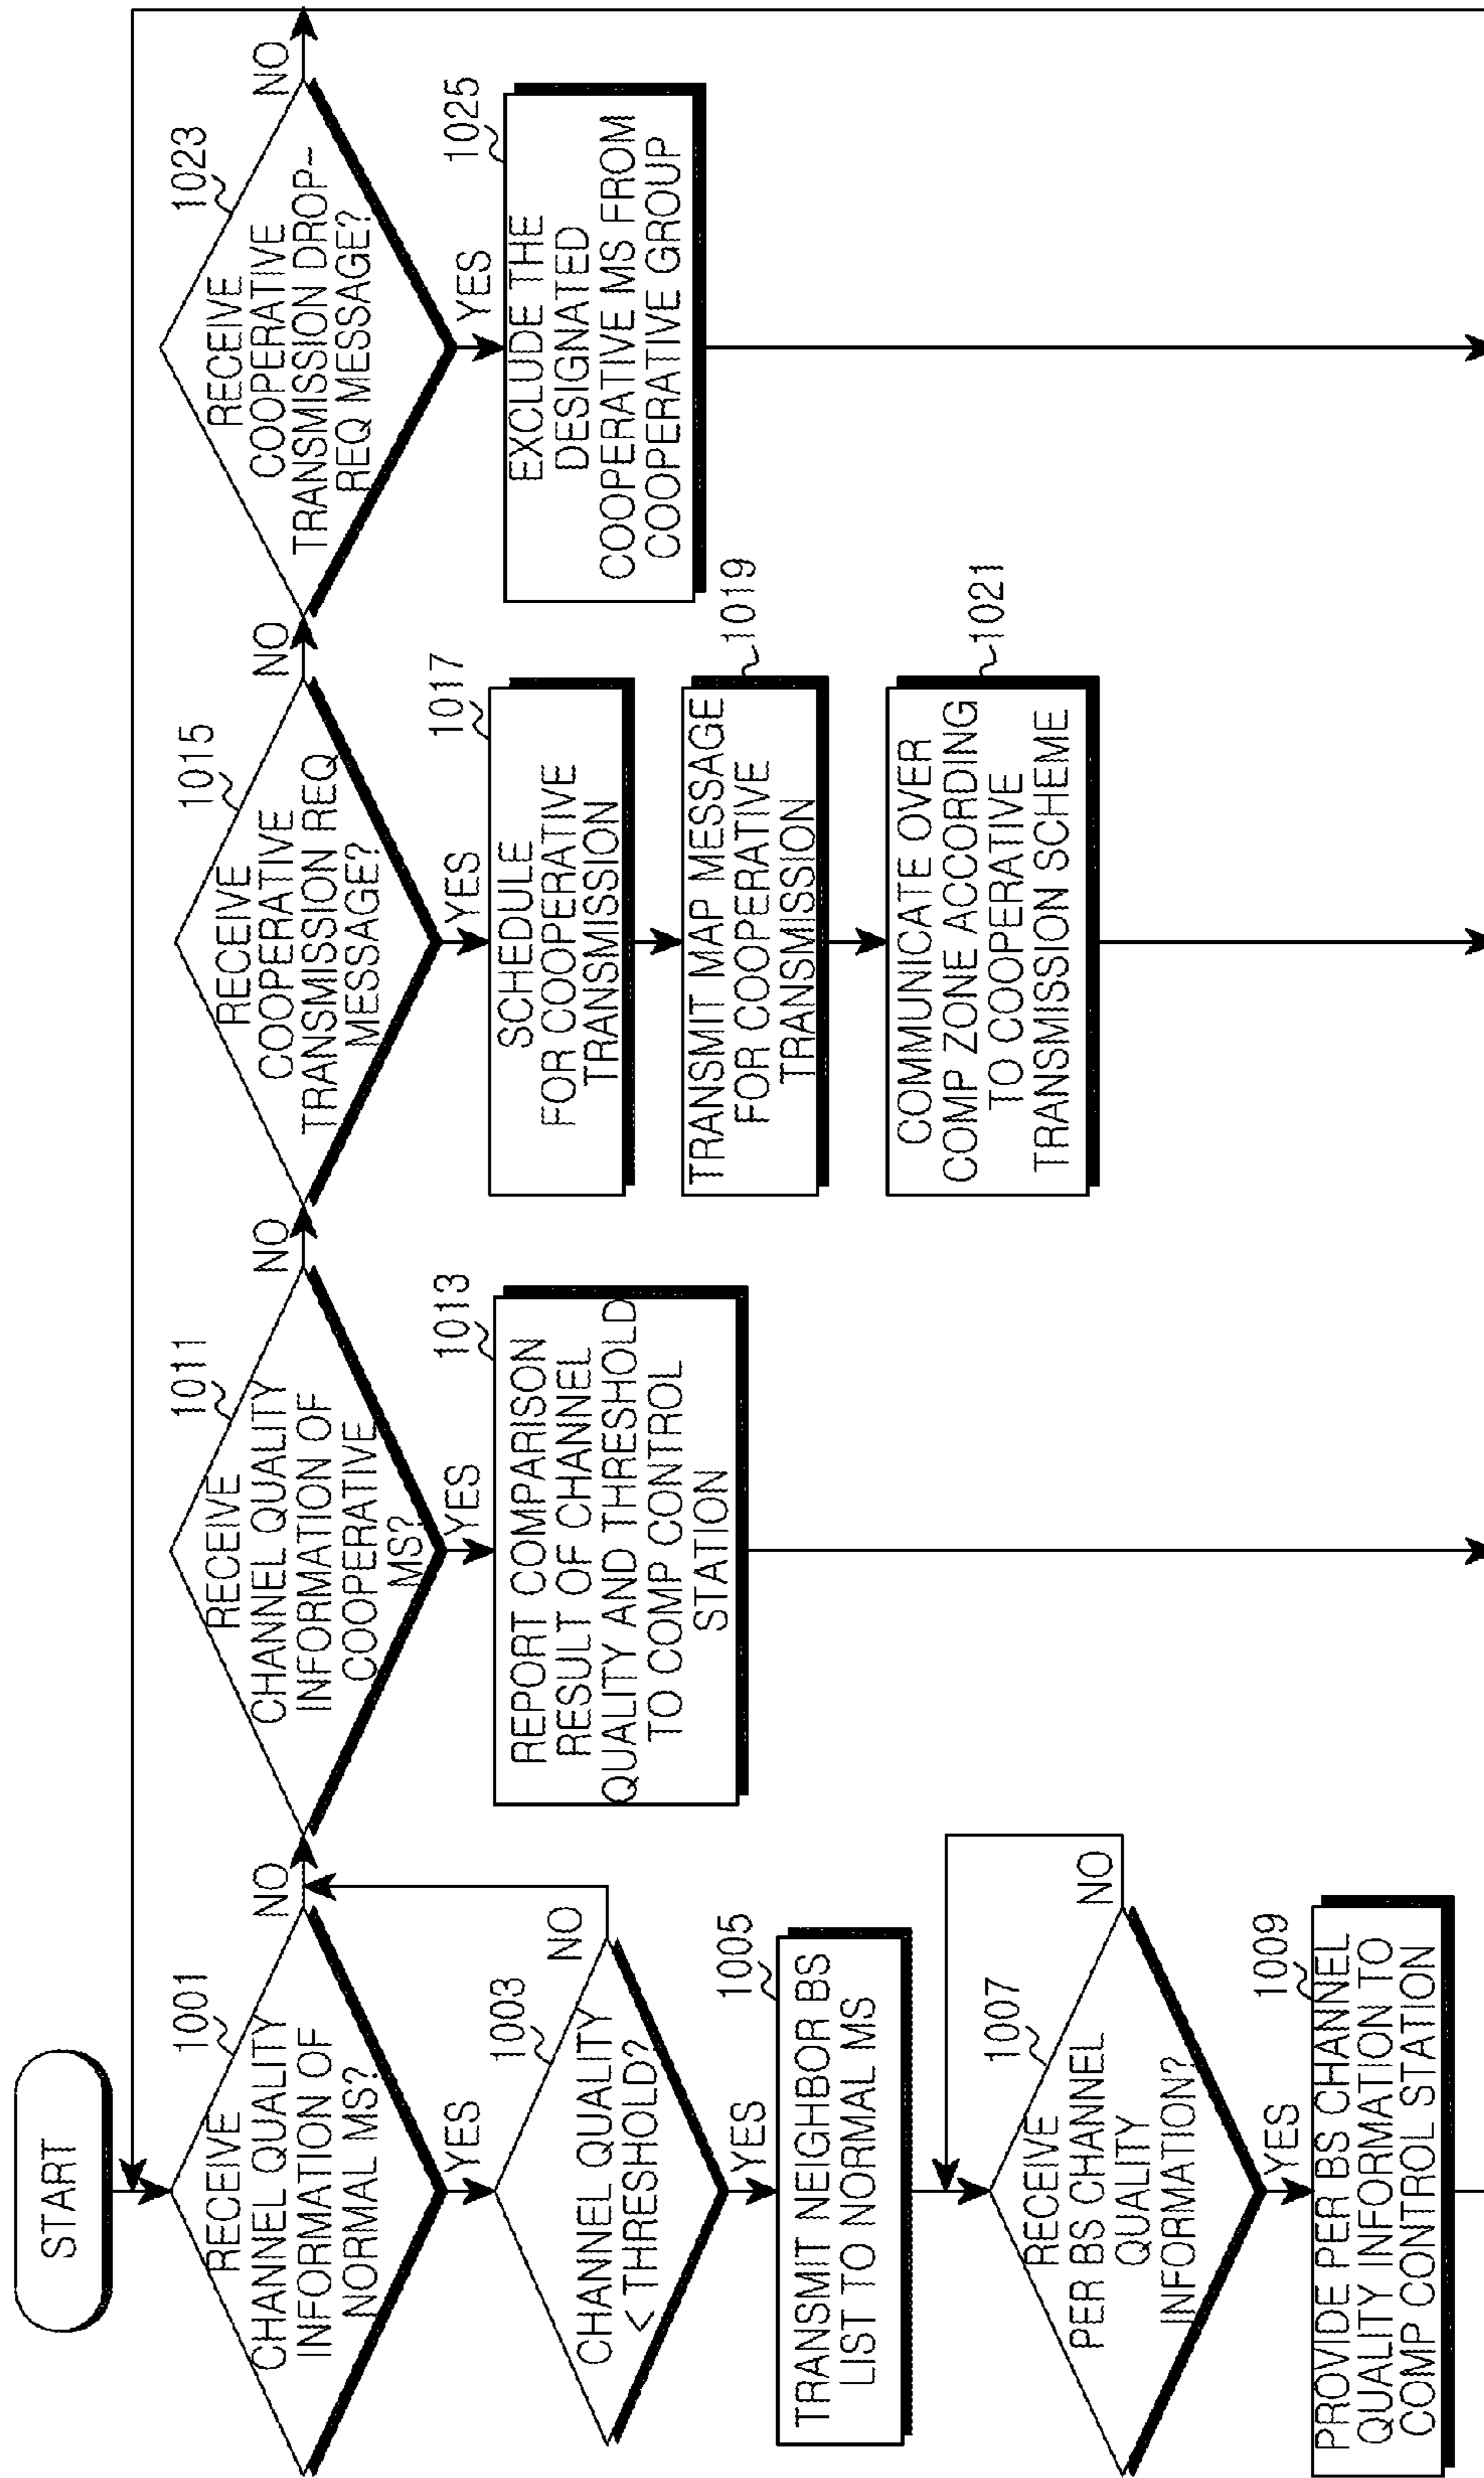 START
1001
RECEIVE
CHANNEL QUALITY
INFORMATION OF
NORMAL MS?
NO
YES
1003
CHANNEL QUALITY
< THRESHOLD?
NO
YES
1005
TRANSMIT NEIGHBOR BS
LIST TO NORMAL MS
1007
RECEIVE
PER BS CHANNEL
QUALITY
INFORMATION?
NO
YES
1009
PROVIDE PER BS CHANNEL
QUALITY INFORMATION TO
COMP CONTROL STATION
1011
RECEIVE
CHANNEL QUALITY
INFORMATION OF
COOPERATIVE
MS?
NO
YES
1013
REPORT COMPARISON
RESULT OF CHANNEL
QUALITY AND THRESHOLD
TO COMP CONTROL
STATION
1015
RECEIVE
COOPERATIVE
TRANSMISSION REQ
MESSAGE?
NO
YES
1017
SCHEDULE
FOR COOPERATIVE
TRANSMISSION
1019
TRANSMIT MAP MESSAGE
FOR COOPERATIVE
TRANSMISSION
1021
COMMUNICATE OVER
COMP ZONE ACCORDING
TO COOPERATIVE
TRANSMISSION SCHEME
1023
RECEIVE
COOPERATIVE
TRANSMISSION DROP-
REQ MESSAGE?
NO
YES
1025
EXCLUDE THE
DESIGNATED
COOPERATIVE MS FROM
COOPERATIVE GROUP